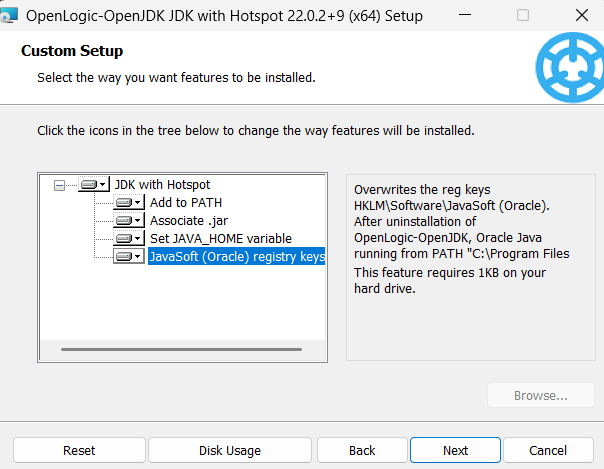 OpenLogic-OpenJDK JDK with Hotspot 22.0.2+9 (x64) Setup
Custom Setup
Select the way you want features to be installed.
Click the icons in the tree below to change the way features will be installed.
JDK with Hotspot
Add to PATH
Associate .jar
Set JAVA_HOME variable
JavaSoft (Oracle) registry keys
Overwrites the reg keys
HKLM\Software\JavaSoft (Oracle).
After uninstallation of
OpenLogic-OpenJDK, Oracle Java
running from PATH "C:\Program Files
This feature requires 1KB on your
hard drive.
Browse...
Reset
Disk Usage
Back
Next
Cancel